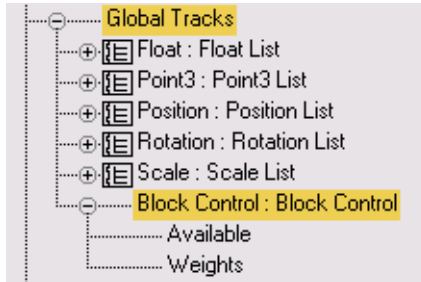 Global Tracks
Float : Float List
Point3 : Point3 List
Position : Position List
Rotation : Rotation List
Scale : Scale List
Block Control : Block Control
Available
Weights